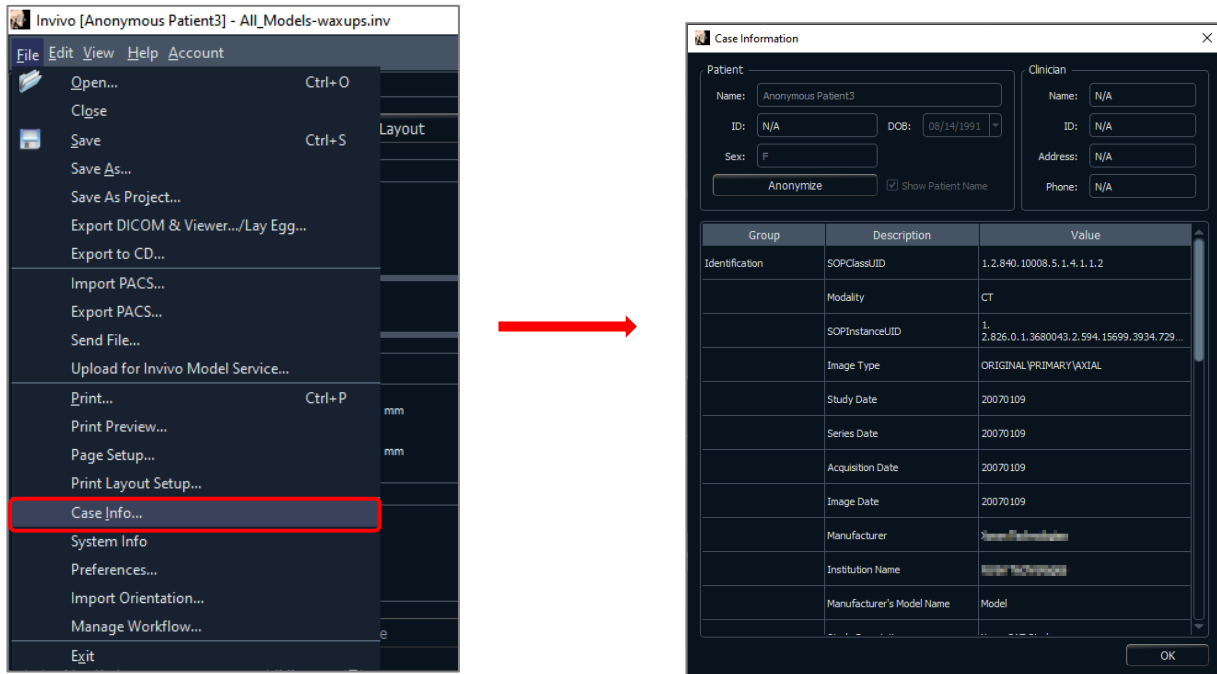 Invivo [Anonymous Patient3] - All_Models-waxups.inv
File Edit View Help Account
Open... Ctrl+O
Close
Save Ctrl+S
Save As...
Save As Project...
Export DICOM & Viewer.../Lay Egg...
Export to CD...
Import PACS...
Export PACS...
Send File...
Upload for Invivo Model Service...
Print... Ctrl+P
Print Preview...
Page Setup...
Print Layout Setup...
Case Info...
System Info
Preferences...
Import Orientation...
Manage Workflow...
Exit
Layout
mm
mm
e
Case Information
Patient
Name: Anonymous Patient3
ID: N/A DOB: 08/14/1991
Sex: F
Anonymize Show Patient Name
Clinician
Name: N/A
ID: N/A
Address: N/A
Phone: N/A
Group Description Value
Identification SOPClassUID 1.2.840.10008.5.1.4.1.1.2
Modality CT
SOPInstanceUID 1.
2.826.0.1.3680043.2.594.15699.3934.729...
Image Type ORIGINAL\PRIMARY\AXIAL
Study Date 20070109
Series Date 20070109
Acquisition Date 20070109
Image Date 20070109
Manufacturer
Institution Name
Manufacturer's Model Name Model
OK